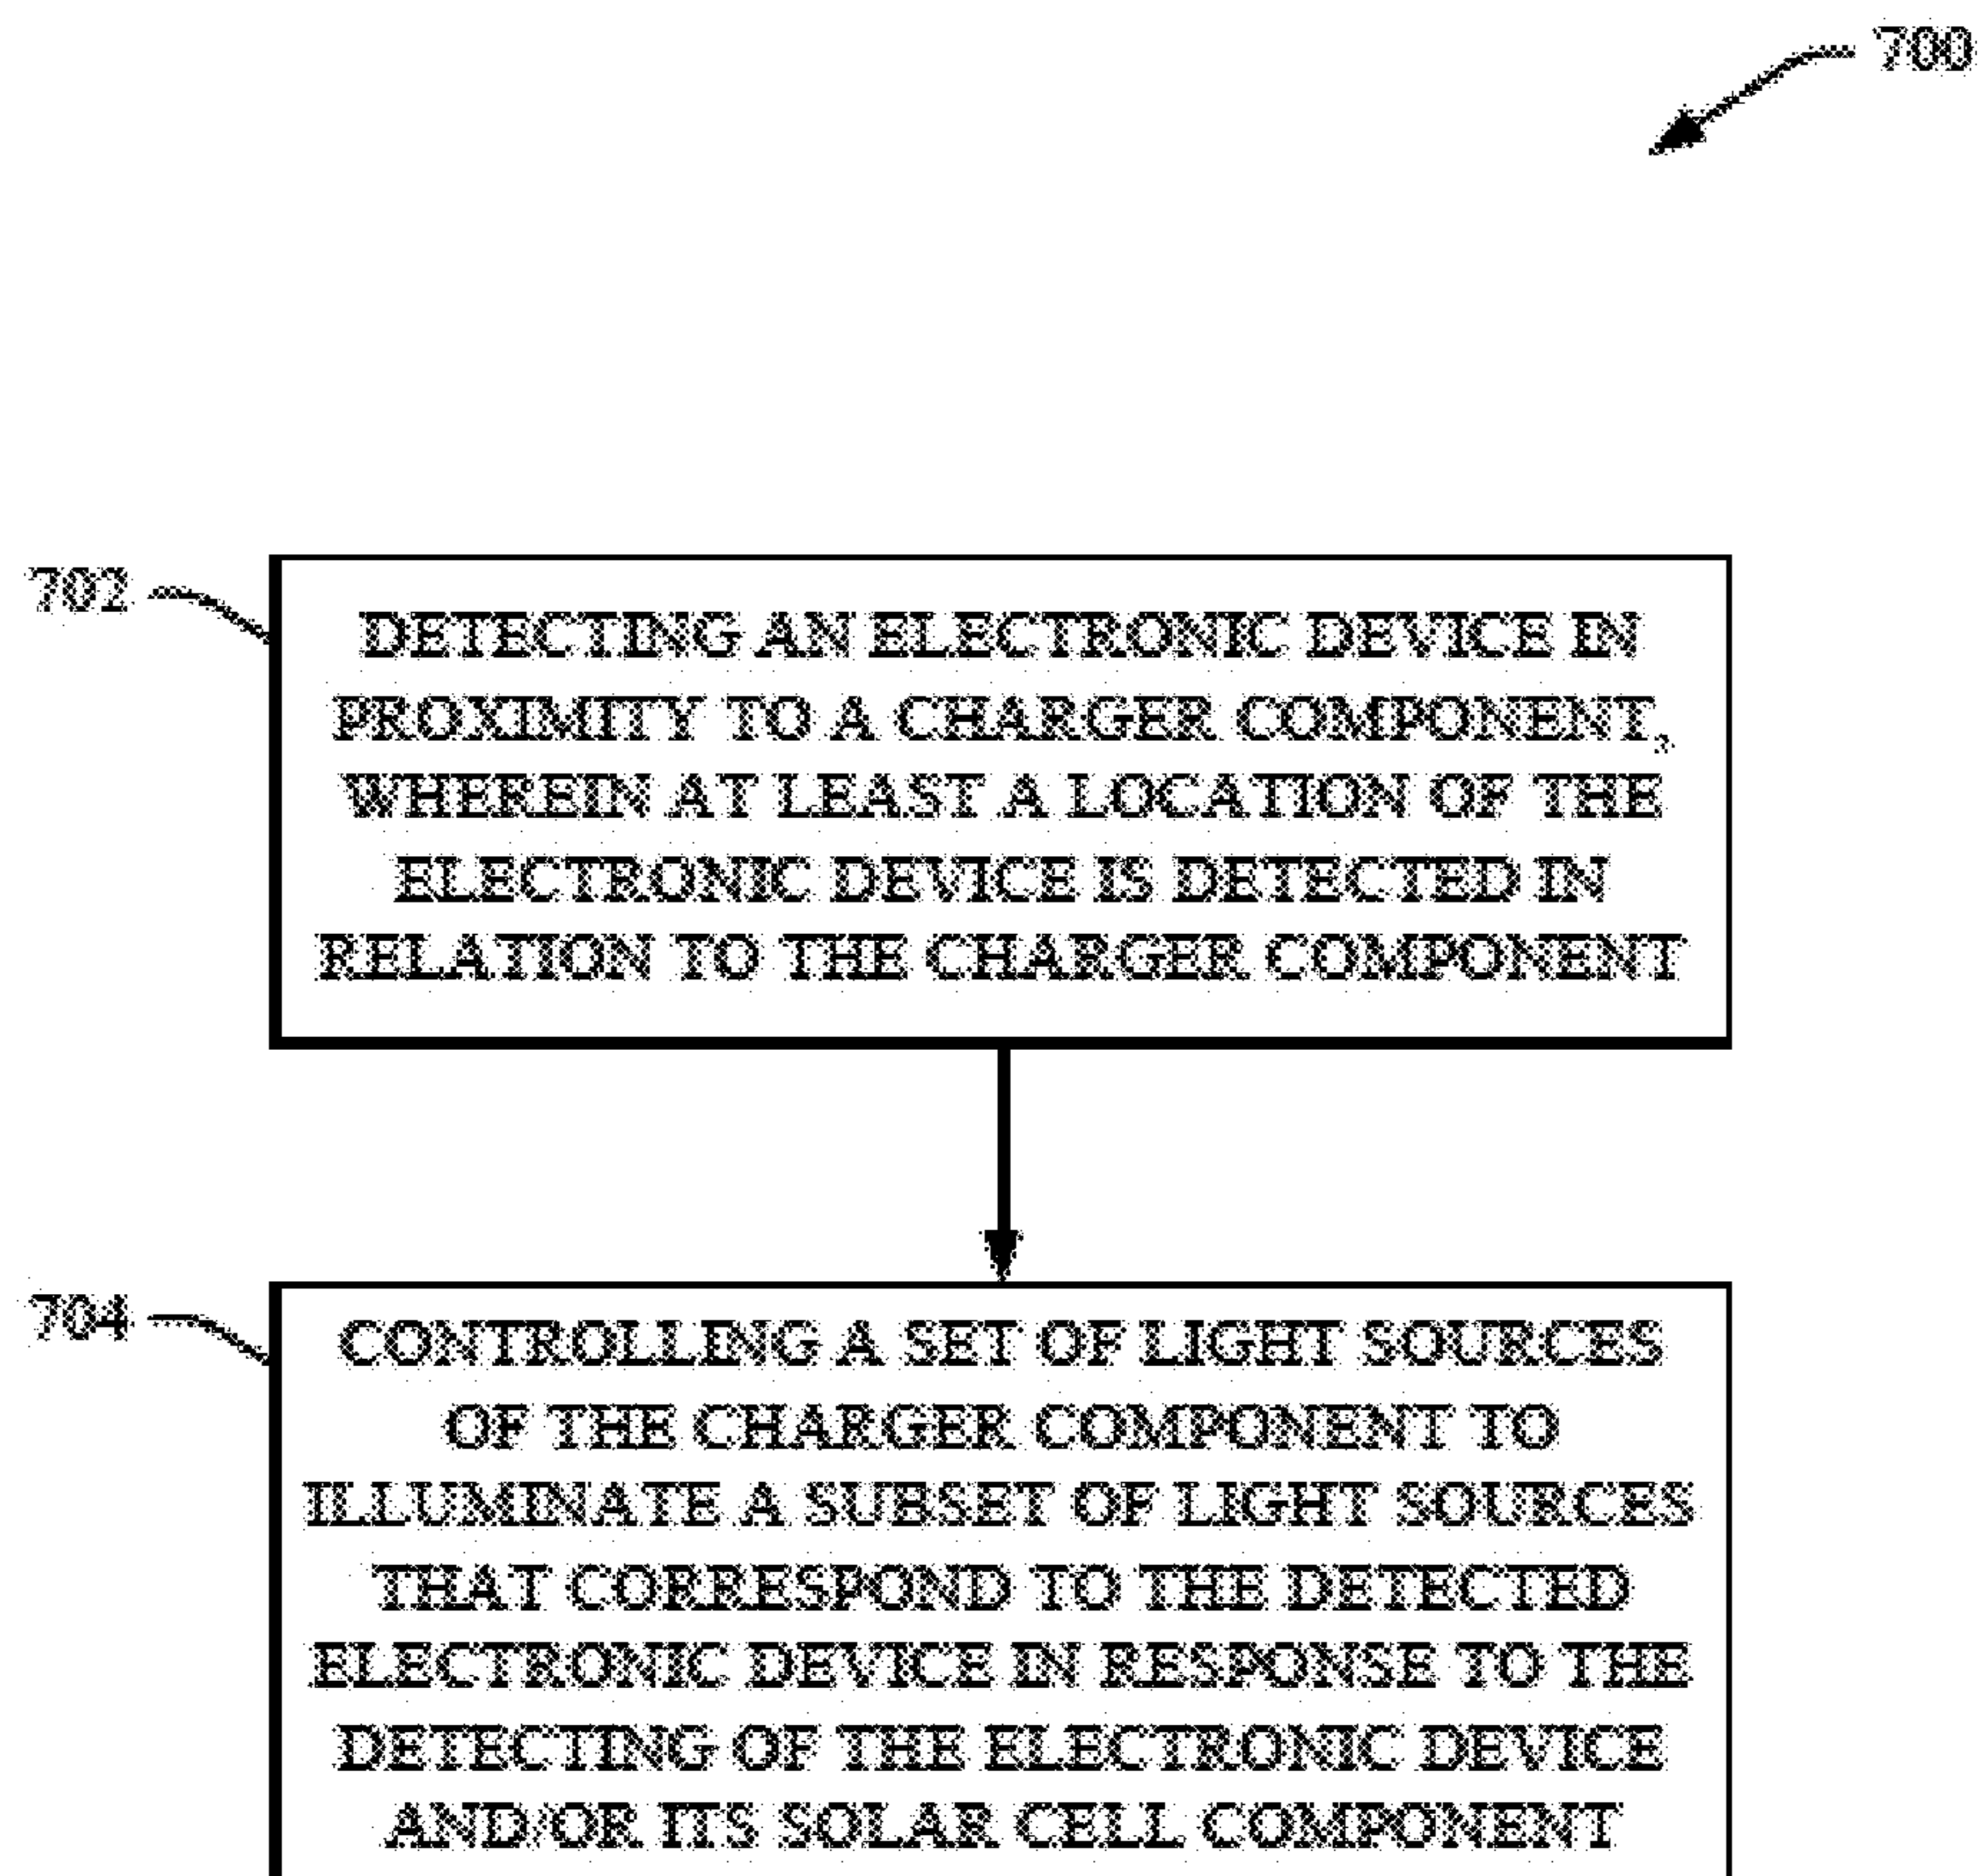 700
702
DETECTING AN ELECTRONIC DEVICE IN
PROXIMITY TO A CHARGER COMPONENT,
WHEREIN AT LEAST A LOCATION OF THE
ELECTRONIC DEVICE IS DETECTED IN
RELATION TO THE CHARGER COMPONENT
704
CONTROLLING A SET OF LIGHT SOURCES
OF THE CHARGER COMPONENT TO
ILLUMINATE A SUBSET OF LIGHT SOURCES
THAT CORRESPOND TO THE DETECTED
ELECTRONIC DEVICE IN RESPONSE TO THE
DETECTING OF THE ELECTRONIC DEVICE
AND/OR ITS SOLAR CELL COMPONENT